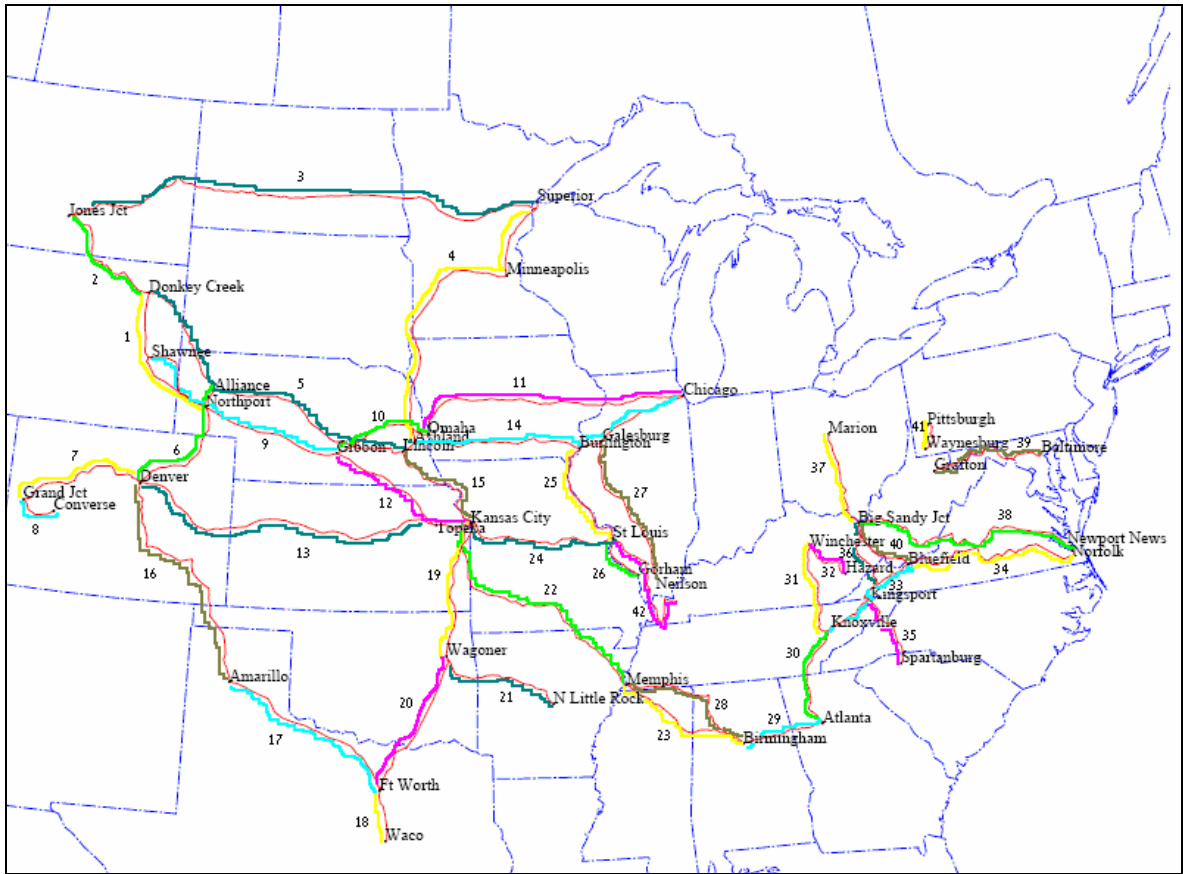 3
Superior
Jones Jct
4
Minneapolis
2
Donkey Creek
1
Shawnee
Alliance
5
11
Chicago
Northport
10
Omaha
14
Galesburg
Ashland
Burlington
Lincoln
Gibbon
9
6
7
Denver
Grand Jct
Converse
8
15
25
27
12
Kansas City
Topeka
St Louis
13
24
26
Gorham
Neilson
42
16
19
22
Wagoner
Amarillo
Memphis
21
N Little Rock
20
28
23
29
Birmingham
Atlanta
17
Ft Worth
18
Waco
Marion
41
Pittsburgh
Waynesburg
39
Baltimore
Grafton
37
Big Sandy Jct
38
Newport News
Norfolk
Winchester
40
36
Bluefield
Hazard
34
32
31
33
Kingsport
Knoxville
35
30
Spartanburg